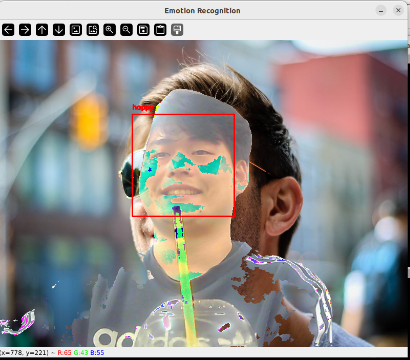 Emotion Recognition
happy
adidas
(x=778, y=221) ~ R:65 G:43 B:55